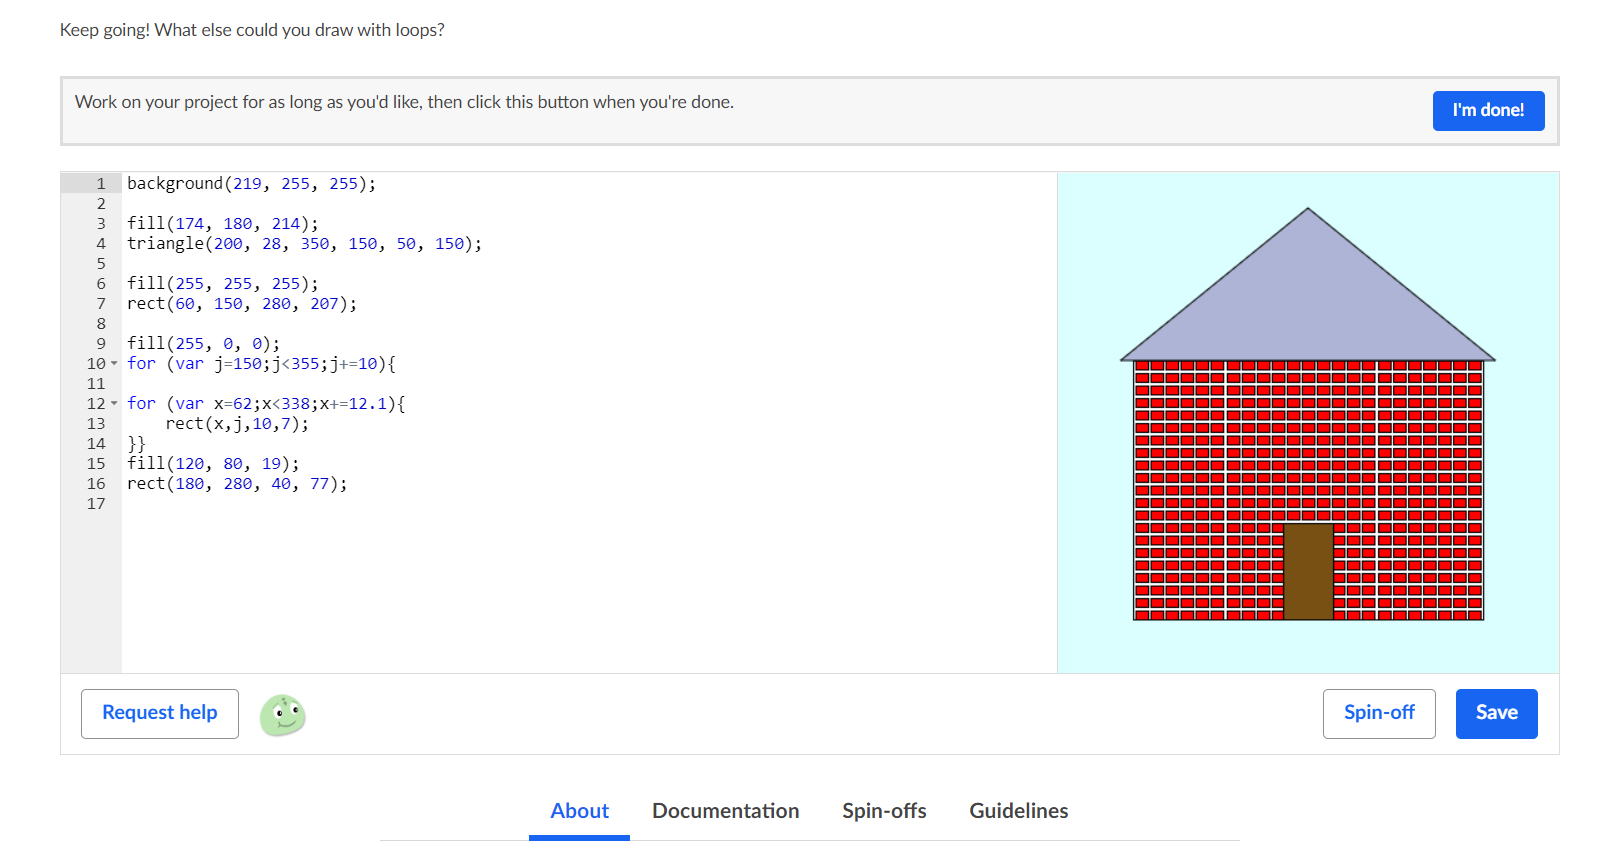 Keep going! What else could you draw with loops?
Work on your project for as long as you'd like, then click this button when you're done.
I'm done!
1 background(219, 255, 255);
2
3 fill(174, 180, 214);
4 triangle(200, 28, 350, 150, 50, 150);
5
6 fill(255, 255, 255);
7 rect(60, 150, 280, 207);
8
9 fill(255, 0, 0);
10 for (var j=150;j<355;j+=10){
11
12 for (var x=62;x<338;x+=12.1){
13     rect(x,j,10,7);
14 }}
15 fill(120, 80, 19);
16 rect(180, 280, 40, 77);
17
Request help
Spin-off
Save
About Documentation Spin-offs Guidelines